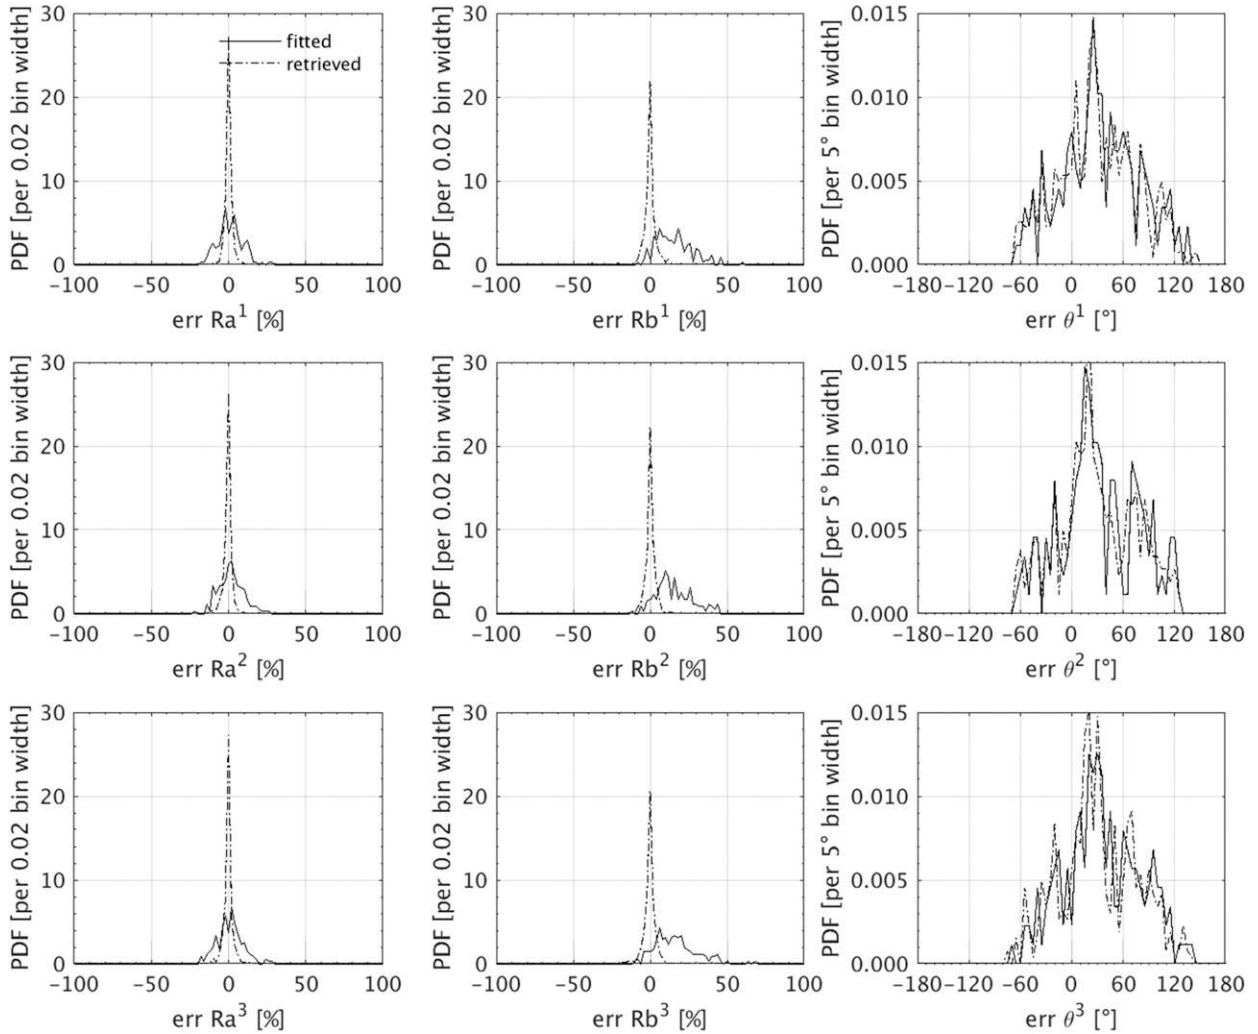 30
20
10
0
PDF [per 0.02 bin width]
fitted
retrieved
−100 −50 0 50 100
err Ra¹ [%]
30
20
10
0
PDF [per 0.02 bin width]
−100 −50 0 50 100
err Rb¹ [%]
0.015
0.010
0.005
0.000
PDF [per 5° bin width]
−180 −120 −60 0 60 120 180
err θ¹ [°]
30
20
10
0
PDF [per 0.02 bin width]
−100 −50 0 50 100
err Ra² [%]
30
20
10
0
PDF [per 0.02 bin width]
−100 −50 0 50 100
err Rb² [%]
0.015
0.010
0.005
0.000
PDF [per 5° bin width]
−180 −120 −60 0 60 120 180
err θ² [°]
30
20
10
0
PDF [per 0.02 bin width]
−100 −50 0 50 100
err Ra³ [%]
30
20
10
0
PDF [per 0.02 bin width]
−100 −50 0 50 100
err Rb³ [%]
0.015
0.010
0.005
0.000
PDF [per 5° bin width]
−180 −120 −60 0 60 120 180
err θ³ [°]